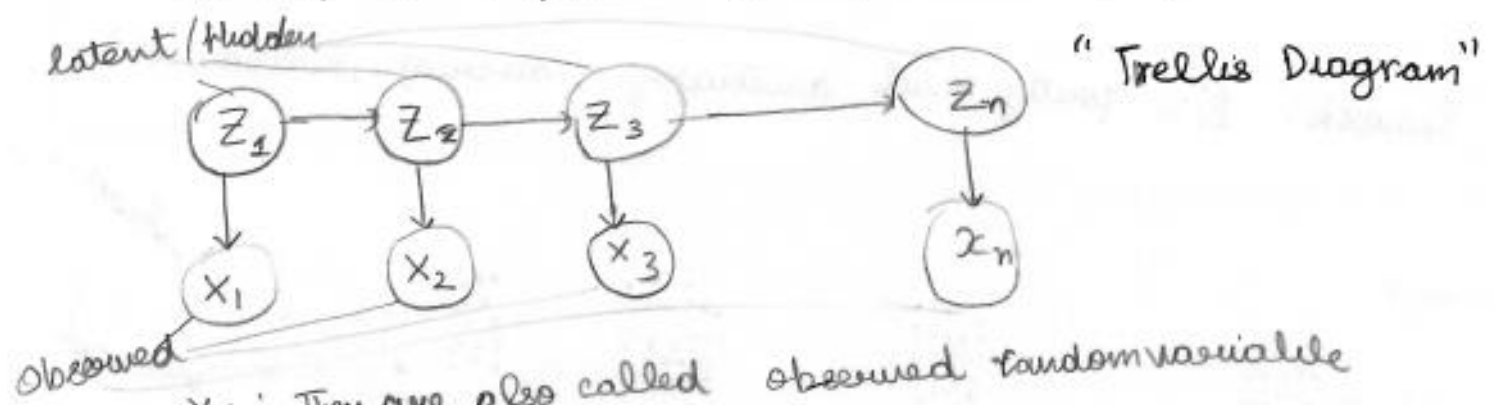 latent/Hidden
"Trellis Diagram"
Z1 Z2 Z3 Zn
X1 X2 X3 xn
Observed
They are also called observed random variable